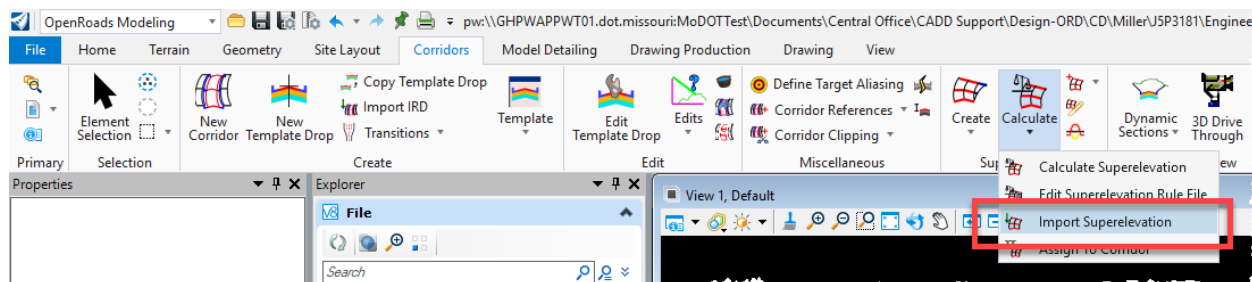 OpenRoads Modeling pw:\\GHPWAPPWT01.dot.missouri:MoDOTTest\Documents\Central Office\CADD Support\Design-ORD\CD\Miller\J5P3181\Enginee
File Home Terrain Geometry Site Layout Corridors Model Detailing Drawing Production Drawing View
Element Selection
New Corridor
New Template Drop
Copy Template Drop
Import IRD
Transitions
Template
Edit Template Drop
Edits
Define Target Aliasing
Corridor References
Corridor Clipping
Create
Calculate
Dynamic Sections
3D Drive Through
Primary Selection Create Edit Miscellaneous Sup ew
Calculate Superelevation
Edit Superelevation Rule File
Import Superelevation
Assign To Corridor
Properties
Explorer
File
Search
View 1, Default